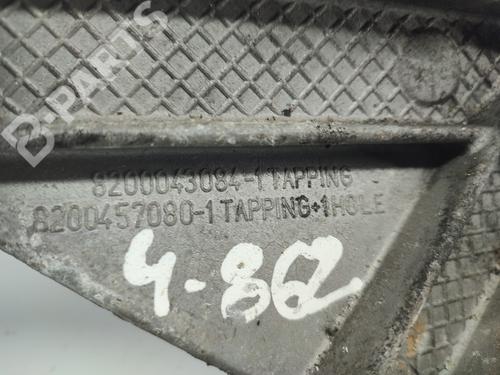 B-PARTS
8200043084-1 TAPPING
8200457080-1 TAPPING+1HOLE
4-862